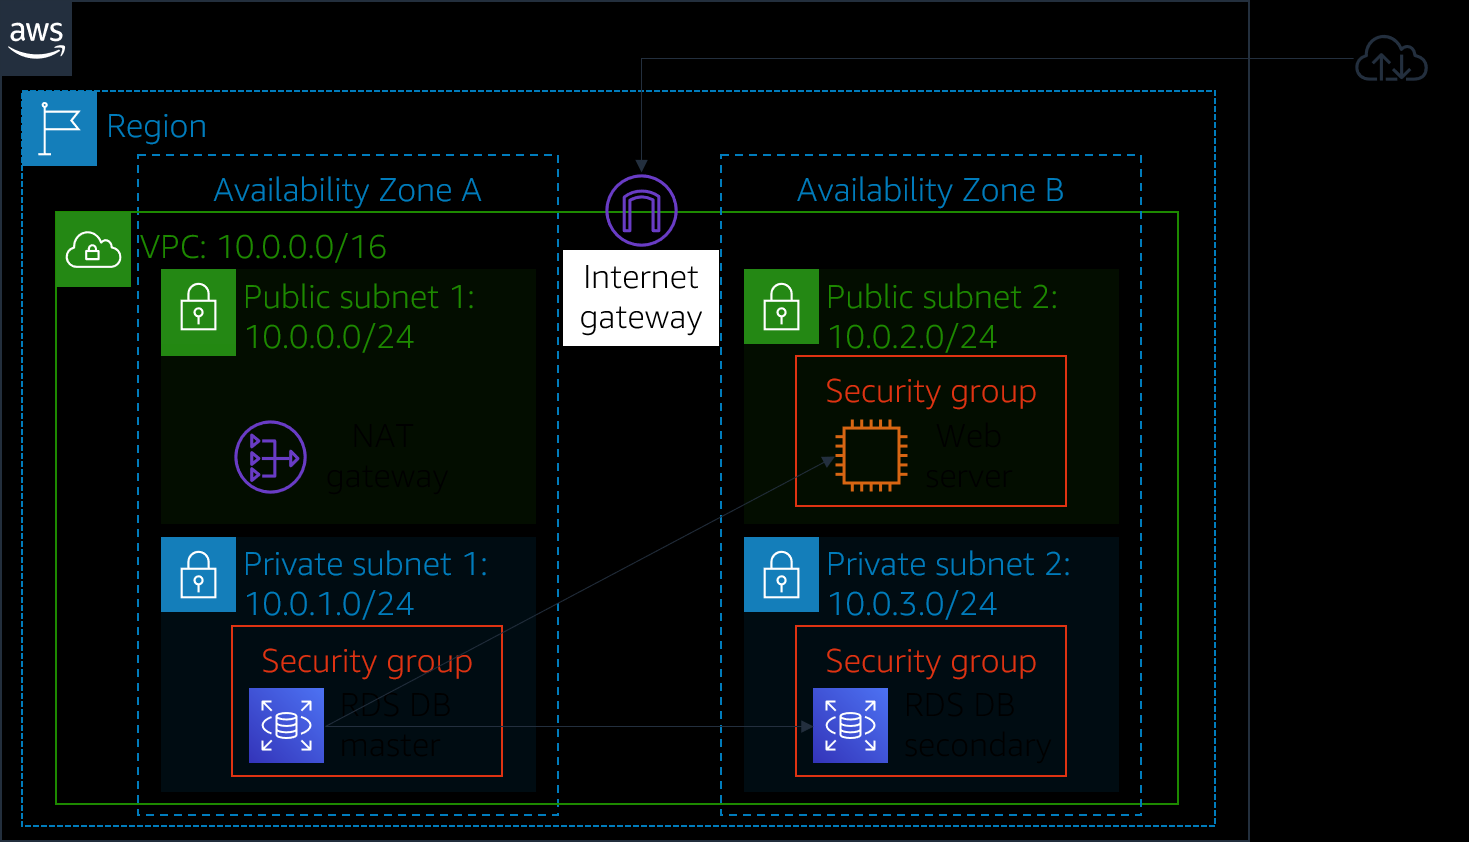 aws
Region
Availability Zone A
Availability Zone B
VPC: 10.0.0.0/16
Internet
gateway
Public subnet 1:
10.0.0.0/24
Public subnet 2:
10.0.2.0/24
Security group
NAT
gateway
Web
server
Private subnet 1:
10.0.1.0/24
Private subnet 2:
10.0.3.0/24
Security group
RDS DB
master
Security group
RDS DB
secondary